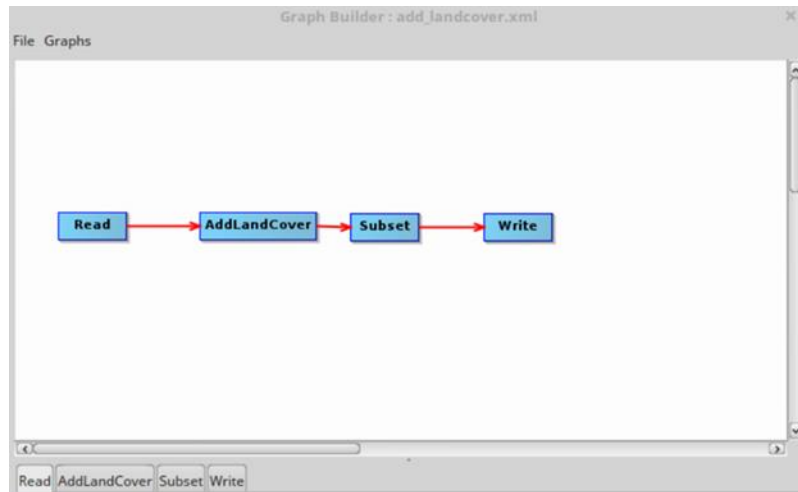 Graph Builder : add_landcover.xml
File Graphs
Read AddLandCover Subset Write
Read AddLandCover Subset Write